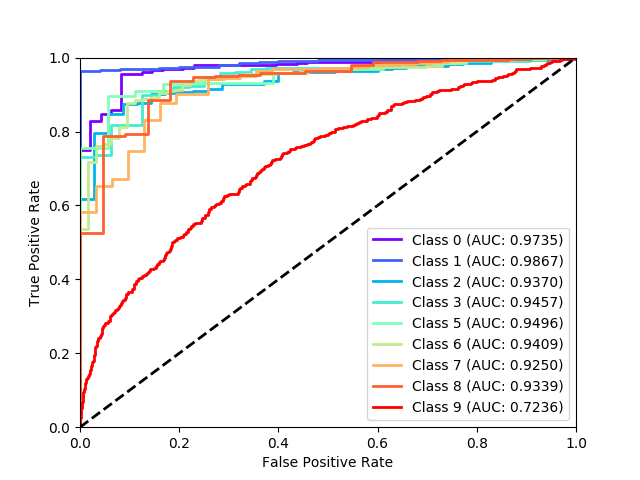 1.0
0.8
0.6
0.4
0.2
0.0
True Positive Rate
0.0 0.2 0.4 0.6 0.8 1.0
False Positive Rate
Class 0 (AUC: 0.9735)
Class 1 (AUC: 0.9867)
Class 2 (AUC: 0.9370)
Class 3 (AUC: 0.9457)
Class 5 (AUC: 0.9496)
Class 6 (AUC: 0.9409)
Class 7 (AUC: 0.9250)
Class 8 (AUC: 0.9339)
Class 9 (AUC: 0.7236)